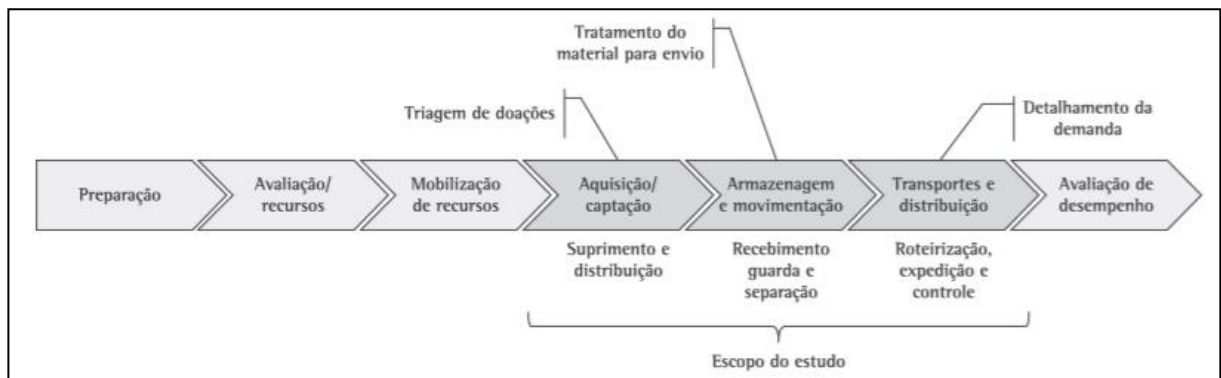 Tratamento do
material para envio
Triagem de doações
Detalhamento da
demanda
Preparação
Avaliação/
recursos
Mobilização
de recursos
Aquisição/
captação
Armazenagem
e movimentação
Transportes e
distribuição
Avaliação de
desempenho
Suprimento e
distribuição
Recebimento
guarda e
separação
Roteirização,
expedição e
controle
Escopo do estudo